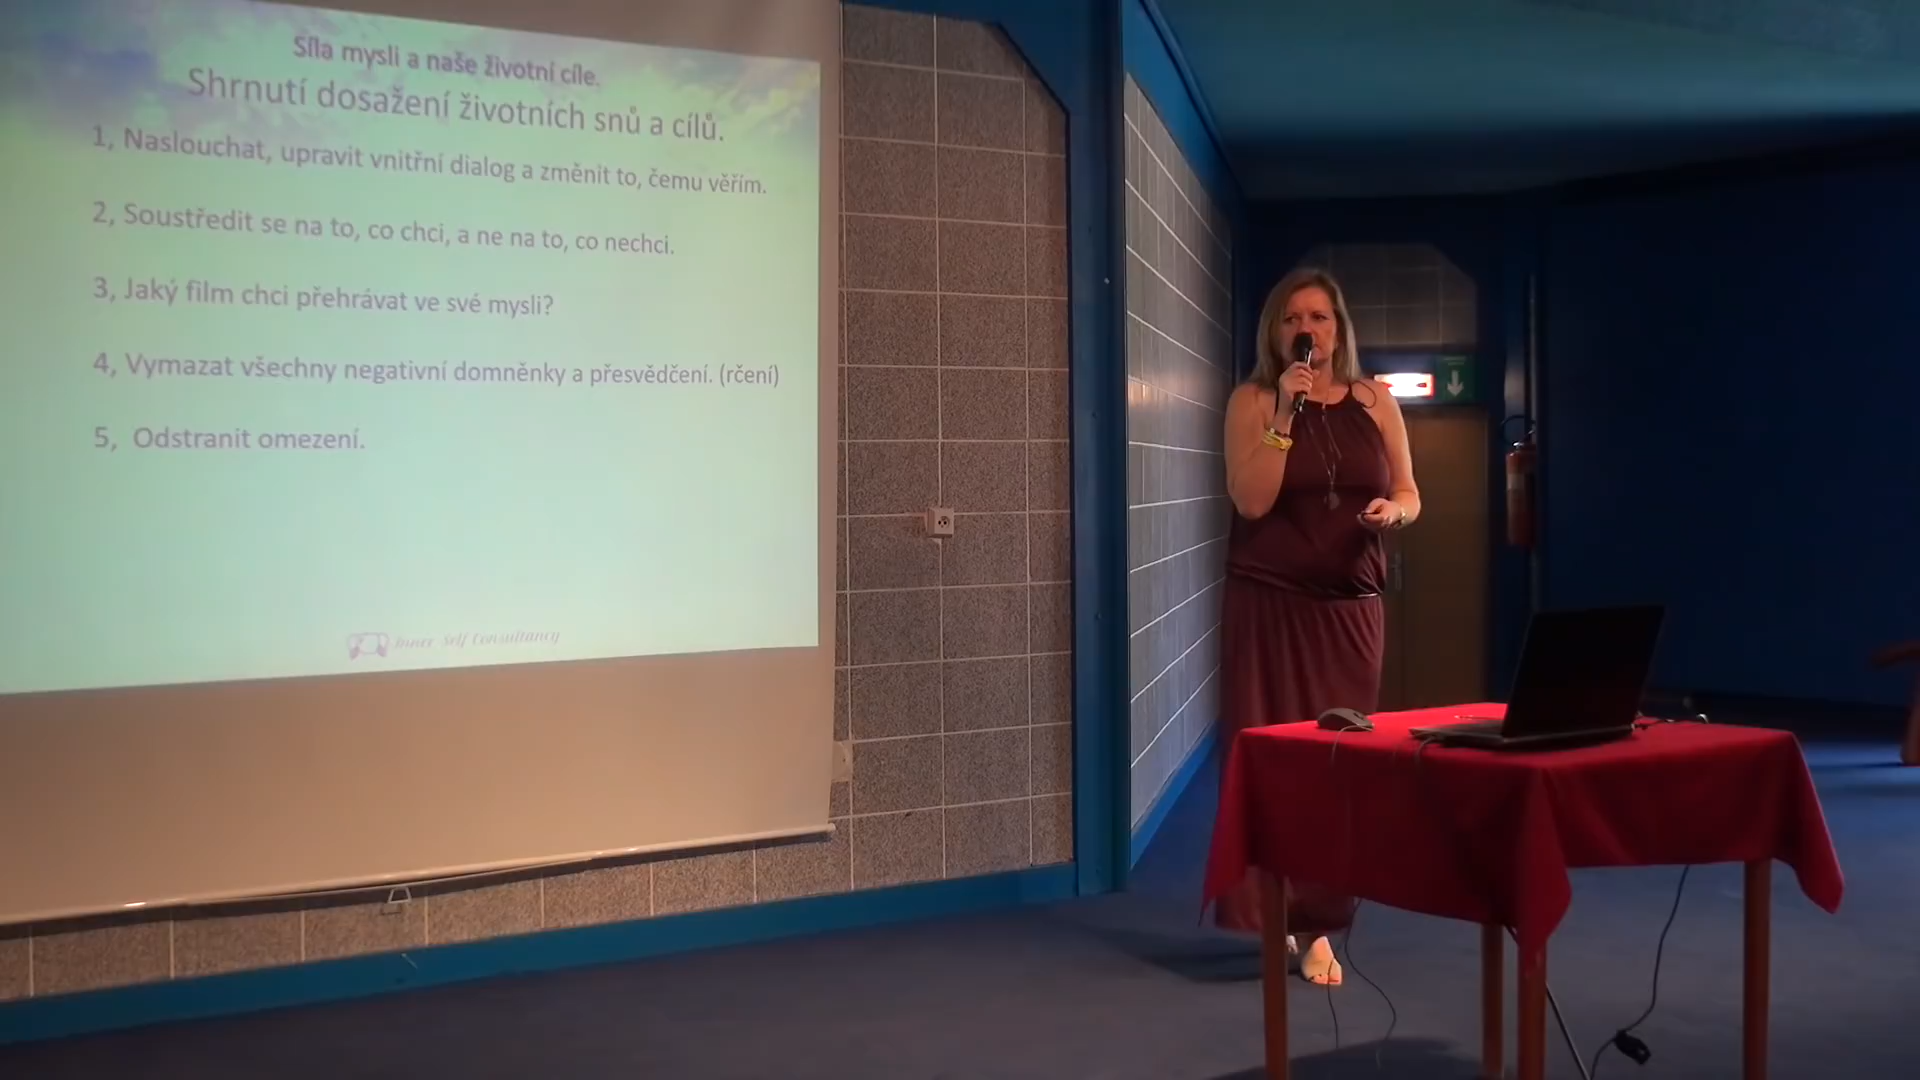 Síla mysli a naše životní cíle.
Shrnutí dosažení životních snů a cílů.
1, Naslouchat, upravit vnitřní dialog a změnit to, čemu věřím.
2, Soustředit se na to, co chci, a ne na to, co nechci.
3, Jaký film chci přehrávat ve své mysli?
4, Vymazat všechny negativní domněnky a přesvědčení. (rčení)
5, Odstranit omezení.
Inner Self Consultancy